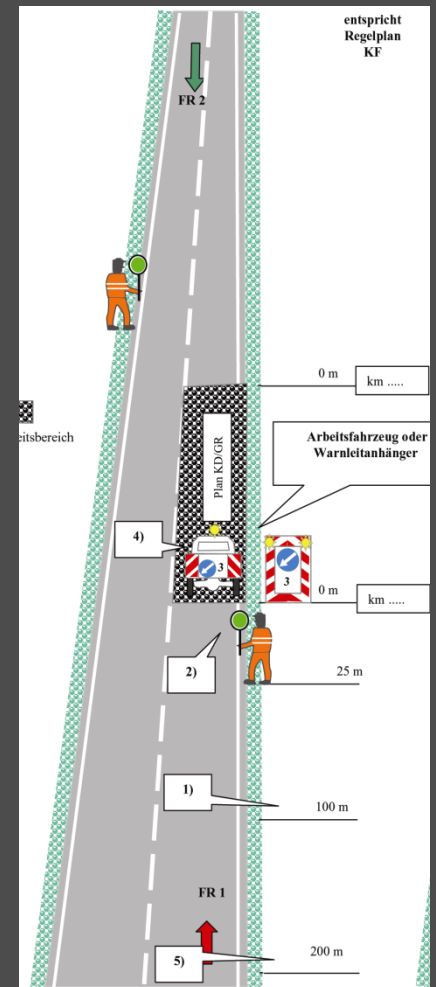 entspricht
Regelplan
KF
FR 2
0 m
km .....
eitsbereich
Arbeitsfahrzeug oder
Warnleitanhänger
Plan KD/GR
4)
3
3
0 m
km .....
2)
25 m
1)
100 m
FR 1
5)
200 m